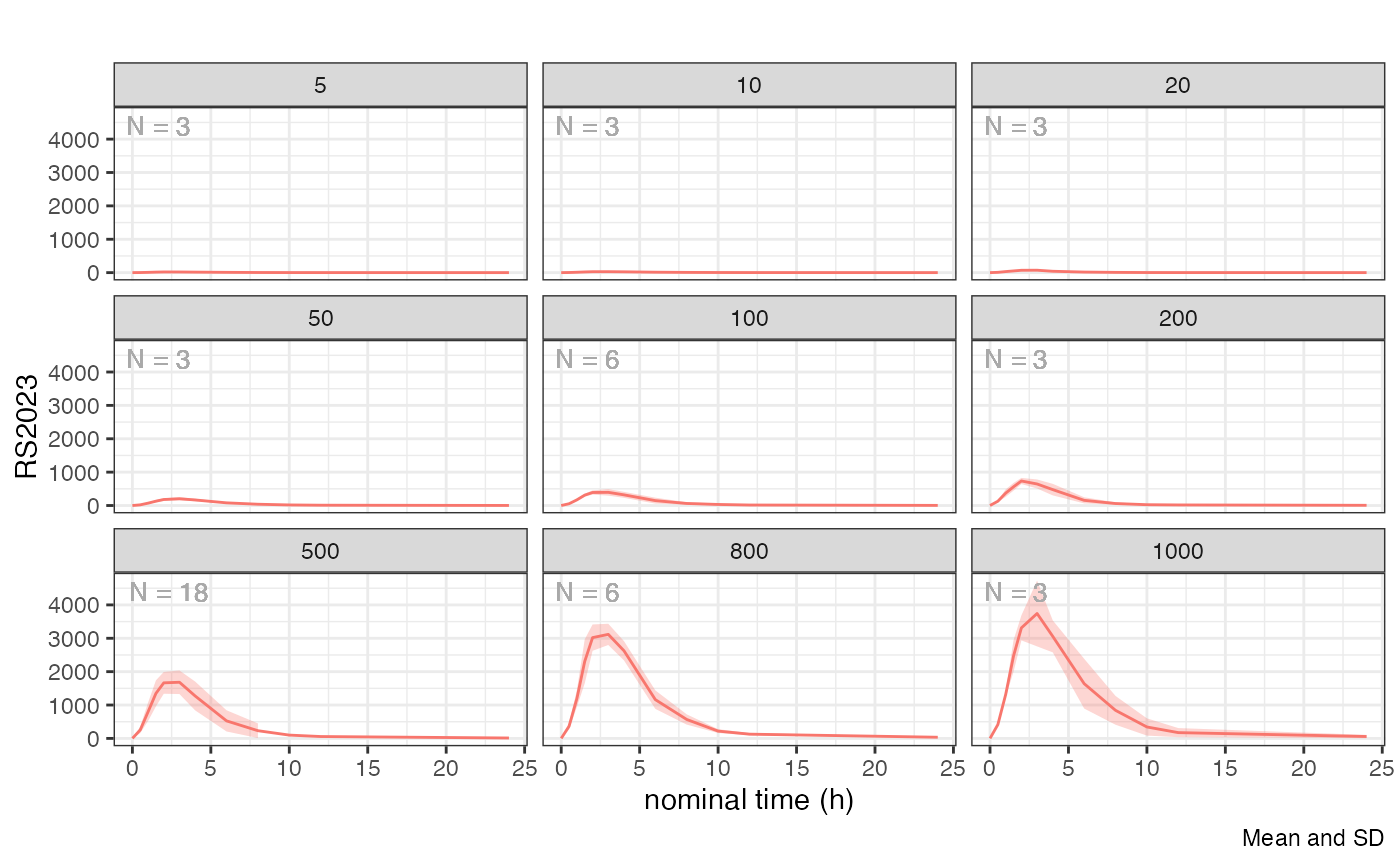 5 10 20
N = 3 N = 3 N = 3
4000
3000
2000
1000
0
50 100 200
N = 3 N = 6 N = 3
4000
3000
2000
1000
0
RS2023
500 800 1000
N = 18 N = 6 N = 3
4000
3000
2000
1000
0
0 5 10 15 20 25 0 5 10 15 20 25 0 5 10 15 20 25
nominal time (h)
Mean and SD